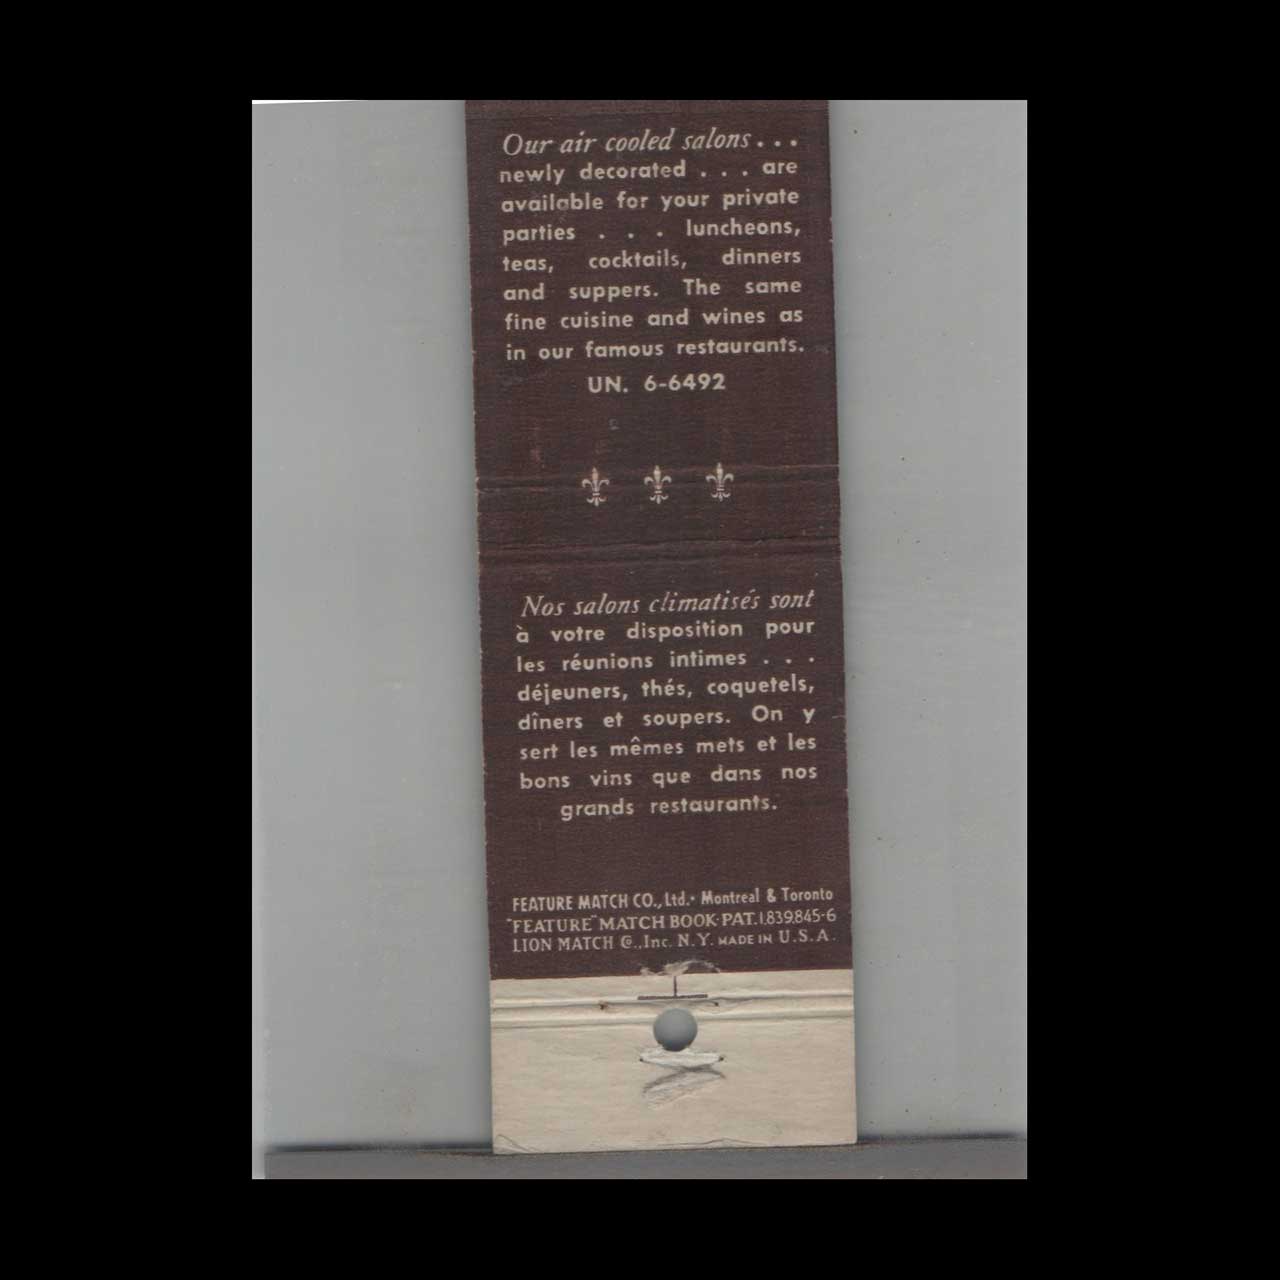 Our air cooled salons...
newly decorated . . . are
available for your private
parties . . . luncheons,
teas, cocktails, dinners
and suppers. The same
fine cuisine and wines as
in our famous restaurants.
UN. 6-6492
Nos salons climatisés sont
à votre disposition pour
les réunions intimes . . .
déjeuners, thés, coquetels,
dîners et soupers. On y
sert les mêmes mets et les
bons vins que dans nos
grands restaurants.
FEATURE MATCH CO., Ltd.• Montreal & Toronto
"FEATURE" MATCH BOOK-PAT. 1,839,845-6
LION MATCH Co., Inc. N.Y. MADE IN U.S.A.